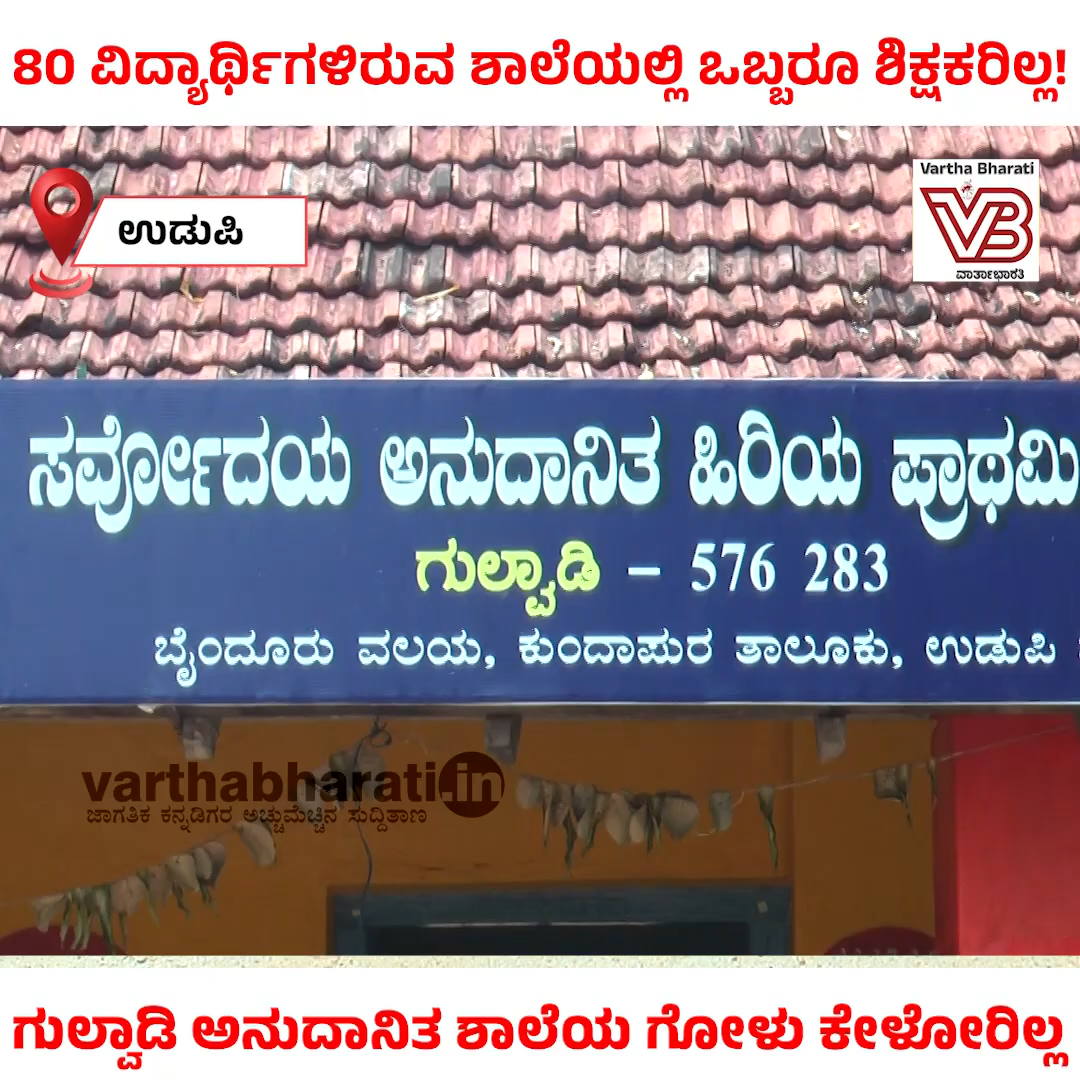 80 ವಿದ್ಯಾರ್ಥಿಗಳಿರುವ ಶಾಲೆಯಲ್ಲಿ ಒಬ್ಬರೂ ಶಿಕ್ಷಕರಿಲ್ಲ!
ಉಡುಪಿ
Vartha Bharati
VB
ವಾರ್ತಾಭಾರತಿ
ಸರ್ವೋದಯ ಅನುದಾನಿತ ಹಿರಿಯ ಪ್ರಾಥಮಿ
ಗುಲ್ವಾಡಿ – 576 283
ಬೈಂದೂರು ವಲಯ, ಕುಂದಾಪುರ ತಾಲೂಕು, ಉಡುಪಿ
varthabharati.in
ಜಾಗತಿಕ ಕನ್ನಡಿಗರ ಅಚ್ಚುಮೆಚ್ಚಿನ ಸುದ್ದಿತಾಣ
ಗುಲ್ವಾಡಿ ಅನುದಾನಿತ ಶಾಲೆಯ ಗೋಳು ಕೇಳೋರಿಲ್ಲ